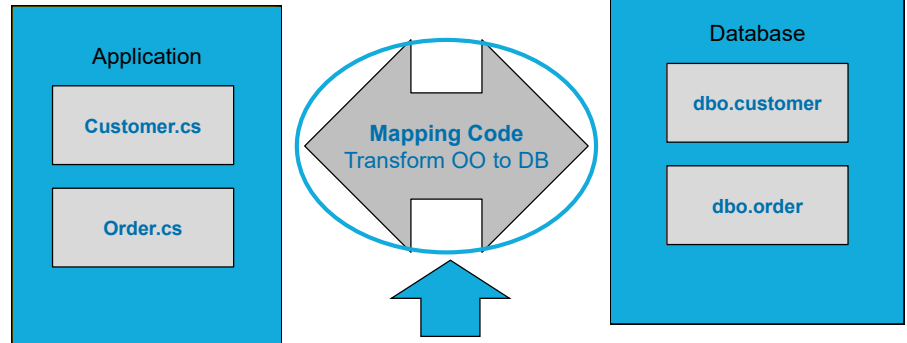 Application
Customer.cs
Order.cs
Mapping Code
Transform OO to DB
Database
dbo.customer
dbo.order